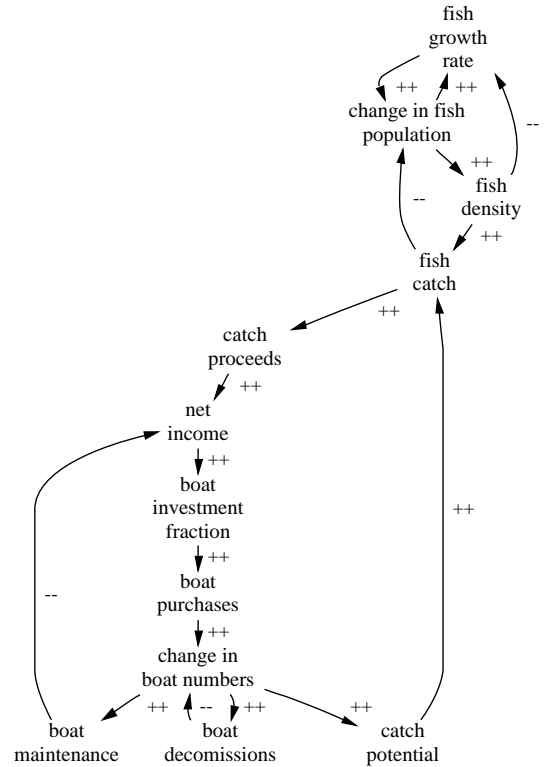 fish
growth
rate
++
++
change in fish
population
--
++
fish
density
--
++
fish
catch
++
catch
proceeds
++
net
income
++
boat
investment
fraction
++
++
boat
purchases
--
++
change in
boat numbers
++
--
++
++
boat
maintenance
boat
decomissions
catch
potential